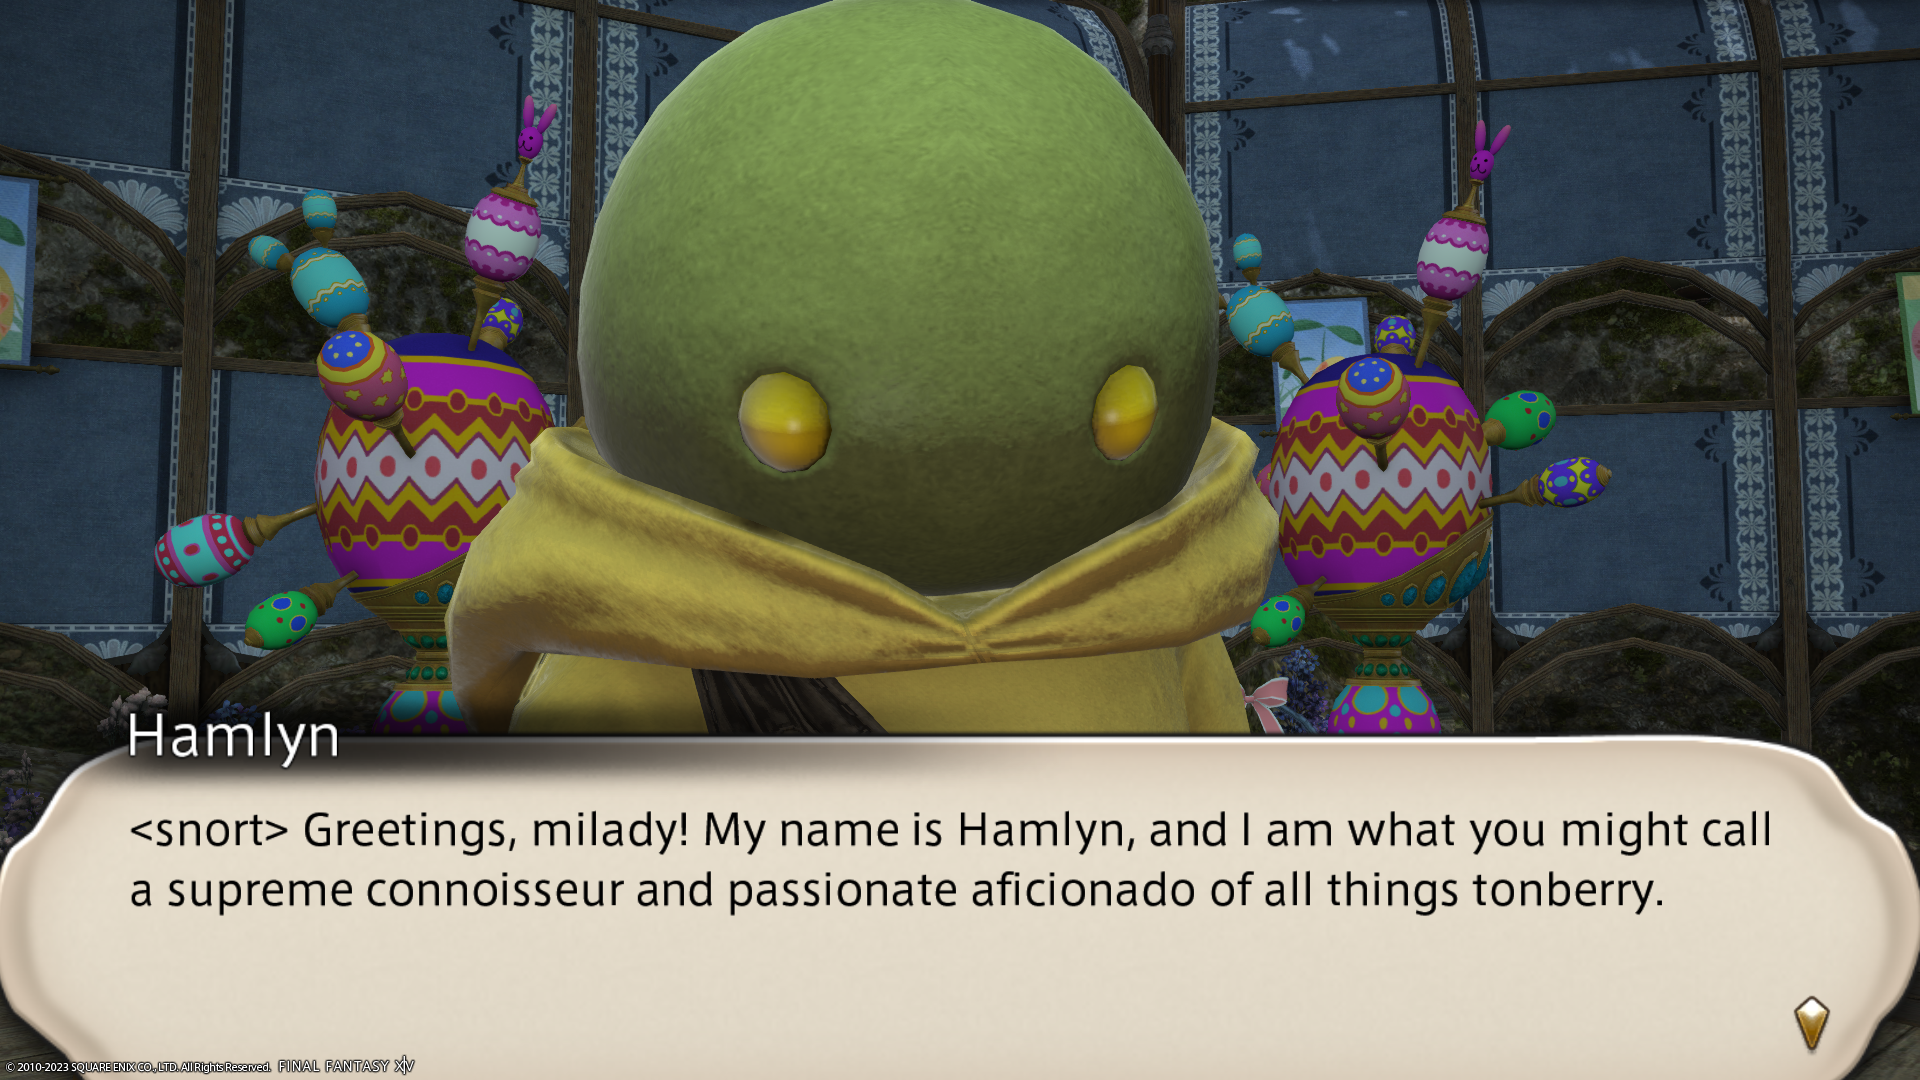 Hamlyn
<snort> Greetings, milady! My name is Hamlyn, and I am what you might call
a supreme connoisseur and passionate aficionado of all things tonberry.
© 2010-2023 SQUARE ENIX CO., LTD. All Rights Reserved. FINAL FANTASY XIV